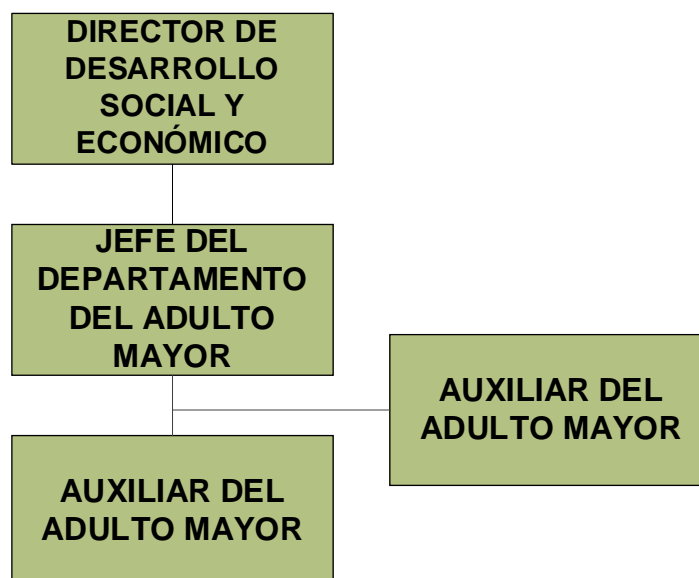 DIRECTOR DE
DESARROLLO
SOCIAL Y
ECONÓMICO
JEFE DEL
DEPARTAMENTO
DEL ADULTO
MAYOR
AUXILIAR DEL
ADULTO MAYOR
AUXILIAR DEL
ADULTO MAYOR